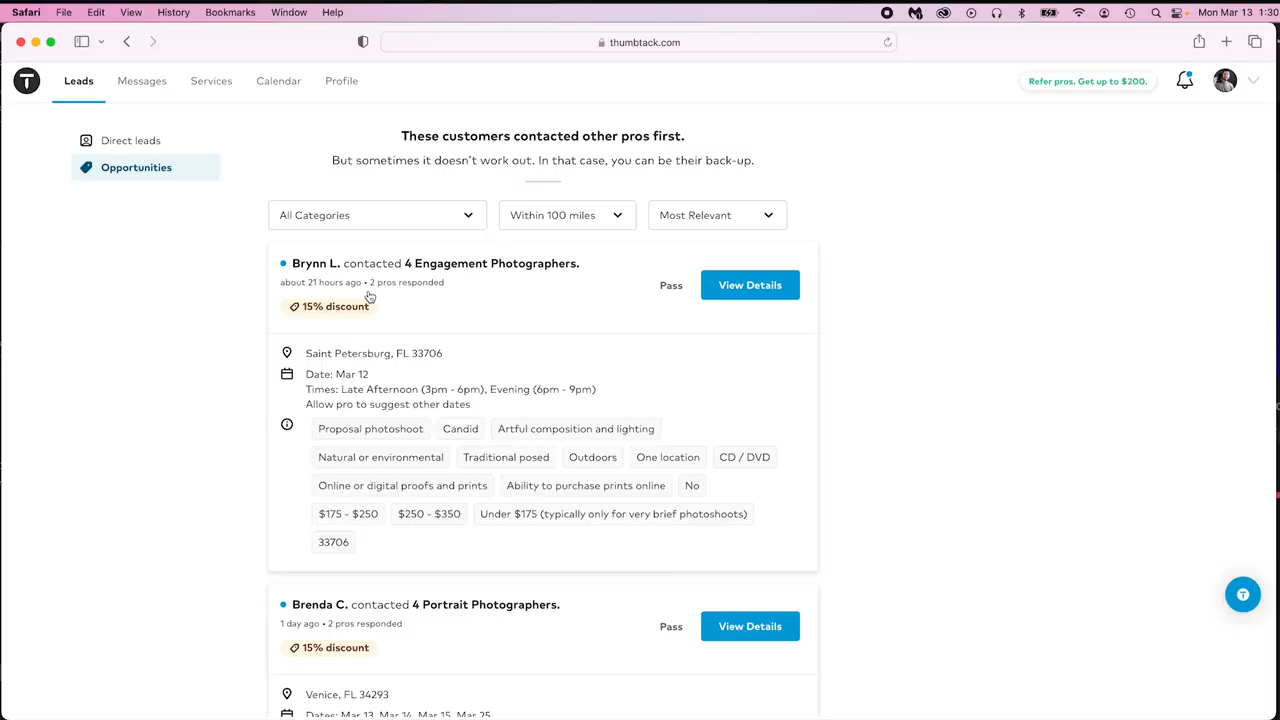 Safari File Edit View History Bookmarks Window Help Mon Mar 13 1:30
thumbtack.com
T Leads Messages Services Calendar Profile Refer pros. Get up to $200.
Direct leads
Opportunities
These customers contacted other pros first.
But sometimes it doesn't work out. In that case, you can be their back-up.
All Categories Within 100 miles Most Relevant
Brynn L. contacted 4 Engagement Photographers.
about 21 hours ago • 2 pros responded
15% discount
Pass View Details
Saint Petersburg, FL 33706
Date: Mar 12
Times: Late Afternoon (3pm - 6pm), Evening (6pm - 9pm)
Allow pro to suggest other dates
Proposal photoshoot Candid Artful composition and lighting
Natural or environmental Traditional posed Outdoors One location CD / DVD
Online or digital proofs and prints Ability to purchase prints online No
$175 - $250 $250 - $350 Under $175 (typically only for very brief photoshoots)
33706
Brenda C. contacted 4 Portrait Photographers.
1 day ago • 2 pros responded
15% discount
Pass View Details
Venice, FL 34293
Dates: Mar 13, Mar 14, Mar 15, Mar 25
T